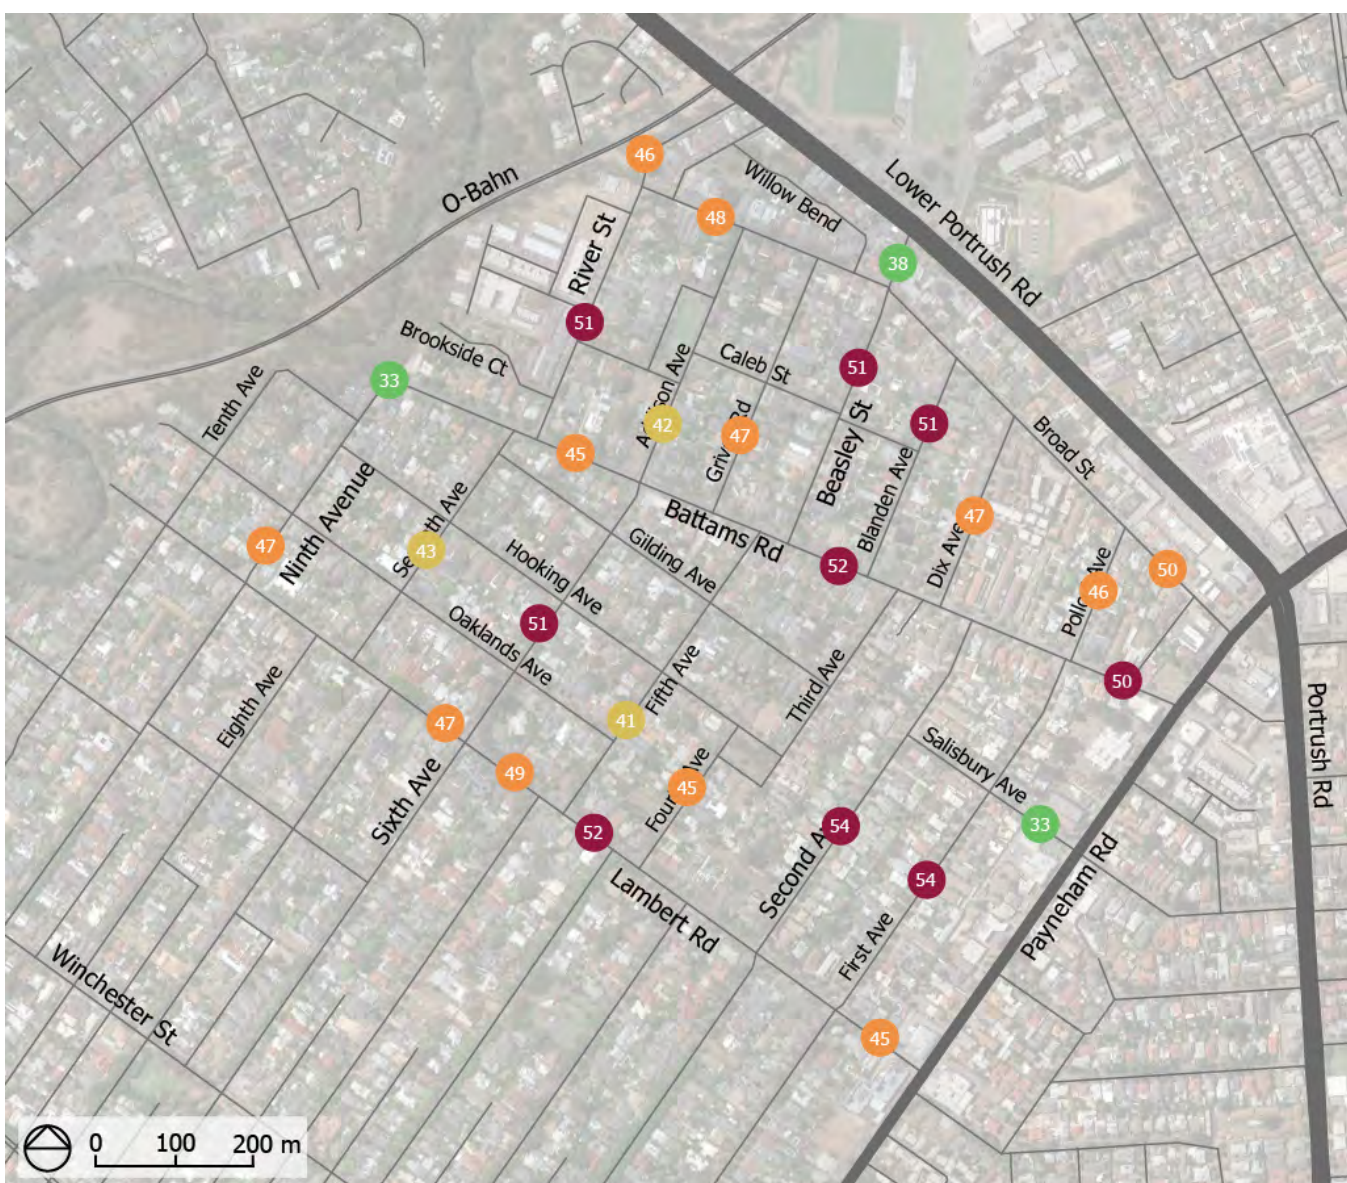 46
O-Bahn
Willow Bend
Lower Portrush Rd
48
River St
38
51
Brookside Ct
Caleb St
51
33
Tenth Ave
42
47
51
Beasley St
Broad St
45
Blanden Ave
Battams Rd
47
Dix Ave
Ninth Avenue
47
43
Hooking Ave
Gilding Ave
52
50
46
51
Oaklands Ave
Fifth Ave
Third Ave
50
Eighth Ave
47
41
Portrush Rd
49
Sixth Ave
45
Salisbury Ave
52
54
33
Second
54
Lambert Rd
First Ave
Payneham Rd
Winchester St
45
0 100 200 m